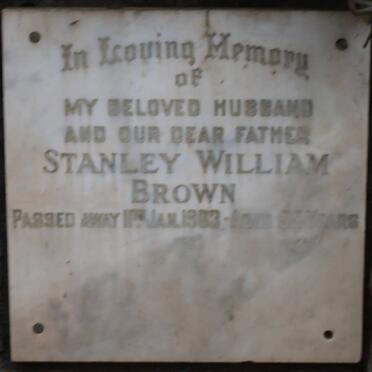 In Loving Memory
OF
MY BELOVED HUSBAND
AND OUR DEAR FATHER
STANLEY WILLIAM
BROWN
PASSED AWAY 11TH JAN. 1983 - AGED YEARS